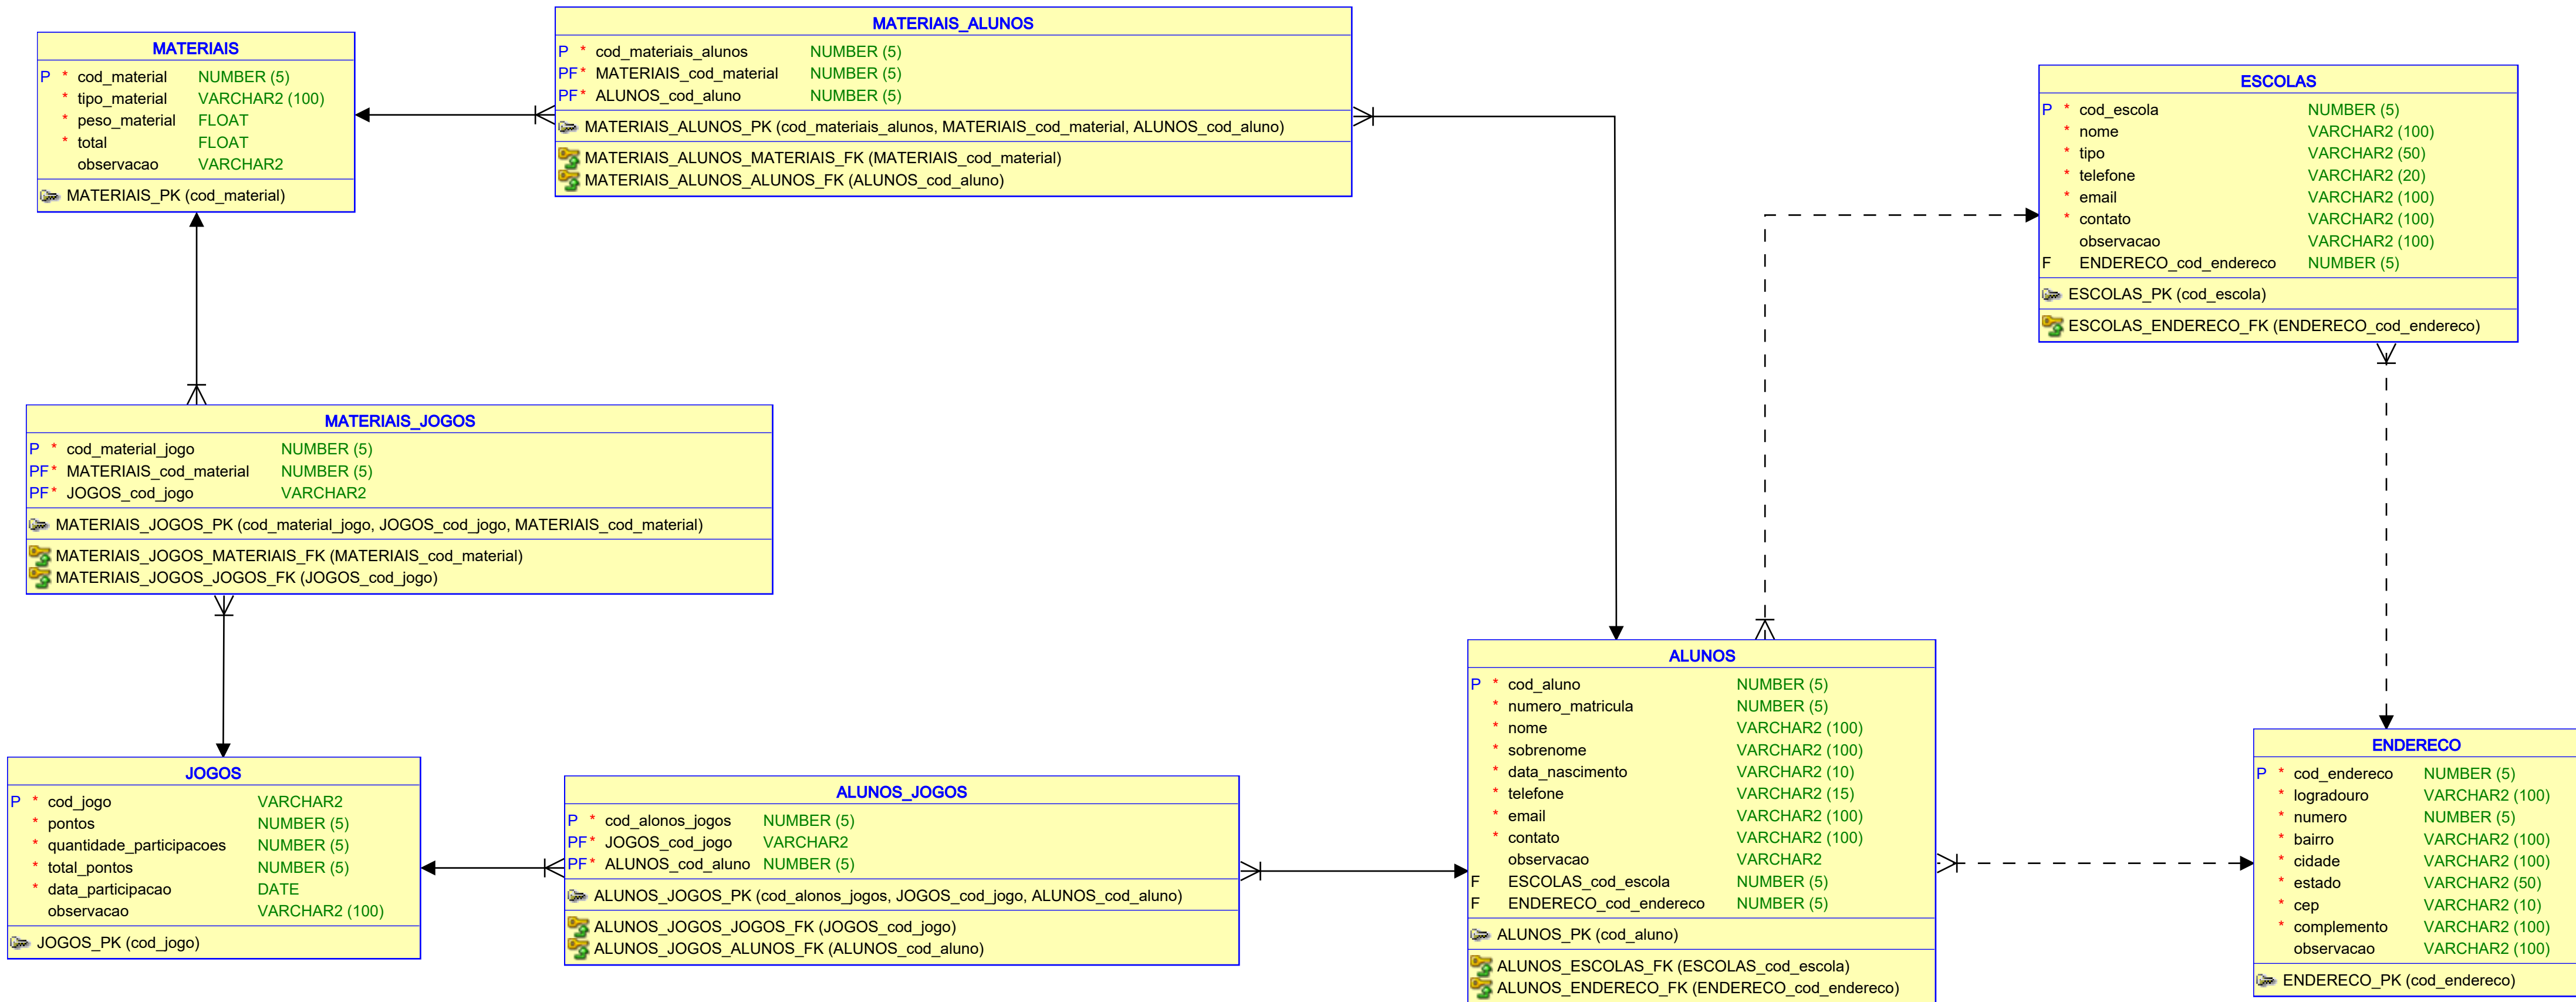 MATERIAIS
P * cod_material NUMBER (5)
* tipo_material VARCHAR2 (100)
* peso_material FLOAT
* total FLOAT
observacao VARCHAR2
MATERIAIS_PK (cod_material)
MATERIAIS_ALUNOS
P * cod_materiais_alunos NUMBER (5)
PF* MATERIAIS_cod_material NUMBER (5)
PF* ALUNOS_cod_aluno NUMBER (5)
MATERIAIS_ALUNOS_PK (cod_materiais_alunos, MATERIAIS_cod_material, ALUNOS_cod_aluno)
MATERIAIS_ALUNOS_MATERIAIS_FK (MATERIAIS_cod_material)
MATERIAIS_ALUNOS_ALUNOS_FK (ALUNOS_cod_aluno)
ESCOLAS
P * cod_escola NUMBER (5)
* nome VARCHAR2 (100)
* tipo VARCHAR2 (50)
* telefone VARCHAR2 (20)
* email VARCHAR2 (100)
* contato VARCHAR2 (100)
observacao VARCHAR2 (100)
F ENDERECO_cod_endereco NUMBER (5)
ESCOLAS_PK (cod_escola)
ESCOLAS_ENDERECO_FK (ENDERECO_cod_endereco)
MATERIAIS_JOGOS
P * cod_material_jogo NUMBER (5)
PF* MATERIAIS_cod_material NUMBER (5)
PF* JOGOS_cod_jogo VARCHAR2
MATERIAIS_JOGOS_PK (cod_material_jogo, JOGOS_cod_jogo, MATERIAIS_cod_material)
MATERIAIS_JOGOS_MATERIAIS_FK (MATERIAIS_cod_material)
MATERIAIS_JOGOS_JOGOS_FK (JOGOS_cod_jogo)
JOGOS
P * cod_jogo VARCHAR2
* pontos NUMBER (5)
* quantidade_participacoes NUMBER (5)
* total_pontos NUMBER (5)
* data_participacao DATE
observacao VARCHAR2 (100)
JOGOS_PK (cod_jogo)
ALUNOS_JOGOS
P * cod_alonos_jogos NUMBER (5)
PF* JOGOS_cod_jogo VARCHAR2
PF* ALUNOS_cod_aluno NUMBER (5)
ALUNOS_JOGOS_PK (cod_alonos_jogos, JOGOS_cod_jogo, ALUNOS_cod_aluno)
ALUNOS_JOGOS_JOGOS_FK (JOGOS_cod_jogo)
ALUNOS_JOGOS_ALUNOS_FK (ALUNOS_cod_aluno)
ALUNOS
P * cod_aluno NUMBER (5)
* numero_matricula NUMBER (5)
* nome VARCHAR2 (100)
* sobrenome VARCHAR2 (100)
* data_nascimento VARCHAR2 (10)
* telefone VARCHAR2 (15)
* email VARCHAR2 (100)
* contato VARCHAR2 (100)
observacao VARCHAR2
F ESCOLAS_cod_escola NUMBER (5)
F ENDERECO_cod_endereco NUMBER (5)
ALUNOS_PK (cod_aluno)
ALUNOS_ESCOLAS_FK (ESCOLAS_cod_escola)
ALUNOS_ENDERECO_FK (ENDERECO_cod_endereco)
ENDERECO
P * cod_endereco NUMBER (5)
* logradouro VARCHAR2 (100)
* numero NUMBER (5)
* bairro VARCHAR2 (100)
* cidade VARCHAR2 (100)
* estado VARCHAR2 (50)
* cep VARCHAR2 (10)
* complemento VARCHAR2 (100)
observacao VARCHAR2 (100)
ENDERECO_PK (cod_endereco)